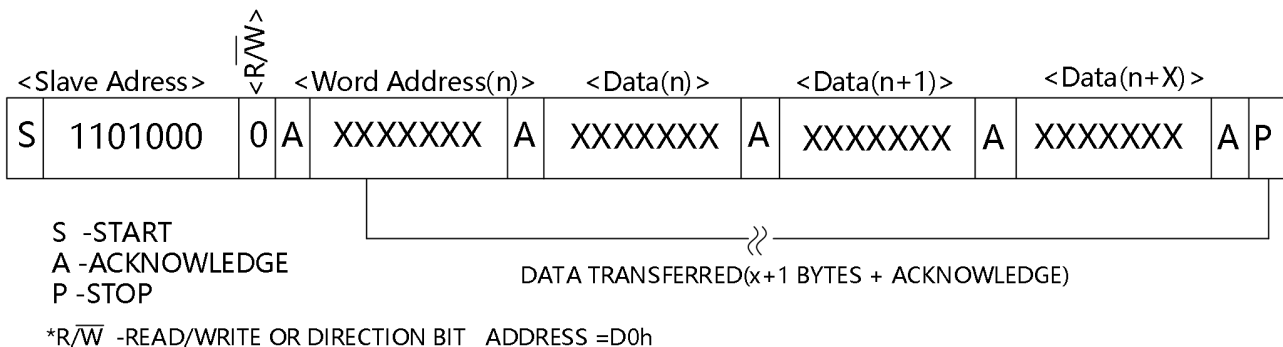 <R/W̅>
<Slave Adress> <Word Address(n)> <Data(n)> <Data(n+1)> <Data(n+X)>
S 1101000 0 A XXXXXXX A XXXXXXX A XXXXXXX A XXXXXXX A P
S -START
A -ACKNOWLEDGE
P -STOP
DATA TRANSFERRED(x+1 BYTES + ACKNOWLEDGE)
*R/W̅ -READ/WRITE OR DIRECTION BIT ADDRESS =D0h